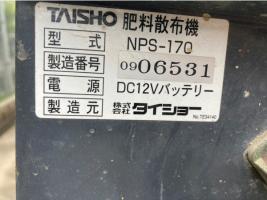 TAISHO 肥料散布機
型式 NPS-170
製造番号 0906531
電源 DC12Vバッテリー
製造元 株式会社タイショー
No.TE34140